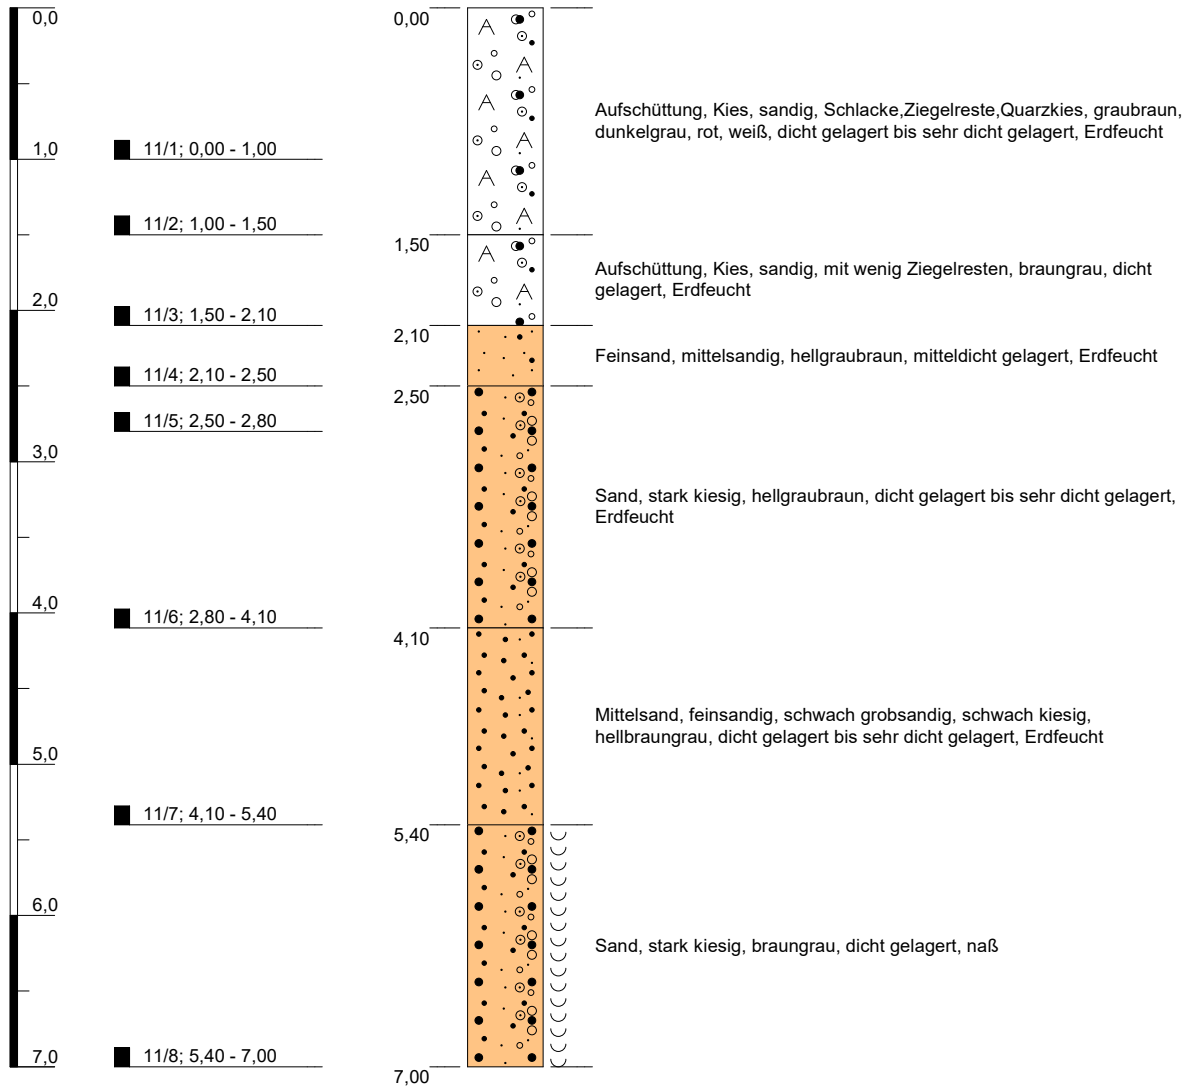 0,0
0,00
Aufschüttung, Kies, sandig, Schlacke,Ziegelreste,Quarzkies, graubraun,
dunkelgrau, rot, weiß, dicht gelagert bis sehr dicht gelagert, Erdfeucht
1,0
11/1; 0,00 - 1,00
11/2; 1,00 - 1,50
1,50
Aufschüttung, Kies, sandig, mit wenig Ziegelresten, braungrau, dicht
gelagert, Erdfeucht
2,0
11/3; 1,50 - 2,10
2,10
Feinsand, mittelsandig, hellgraubraun, mitteldicht gelagert, Erdfeucht
11/4; 2,10 - 2,50
2,50
11/5; 2,50 - 2,80
3,0
Sand, stark kiesig, hellgraubraun, dicht gelagert bis sehr dicht gelagert,
Erdfeucht
4,0
11/6; 2,80 - 4,10
4,10
Mittelsand, feinsandig, schwach grobsandig, schwach kiesig,
hellbraungrau, dicht gelagert bis sehr dicht gelagert, Erdfeucht
5,0
11/7; 4,10 - 5,40
5,40
6,0
Sand, stark kiesig, braungrau, dicht gelagert, naß
7,0
11/8; 5,40 - 7,00
7,00